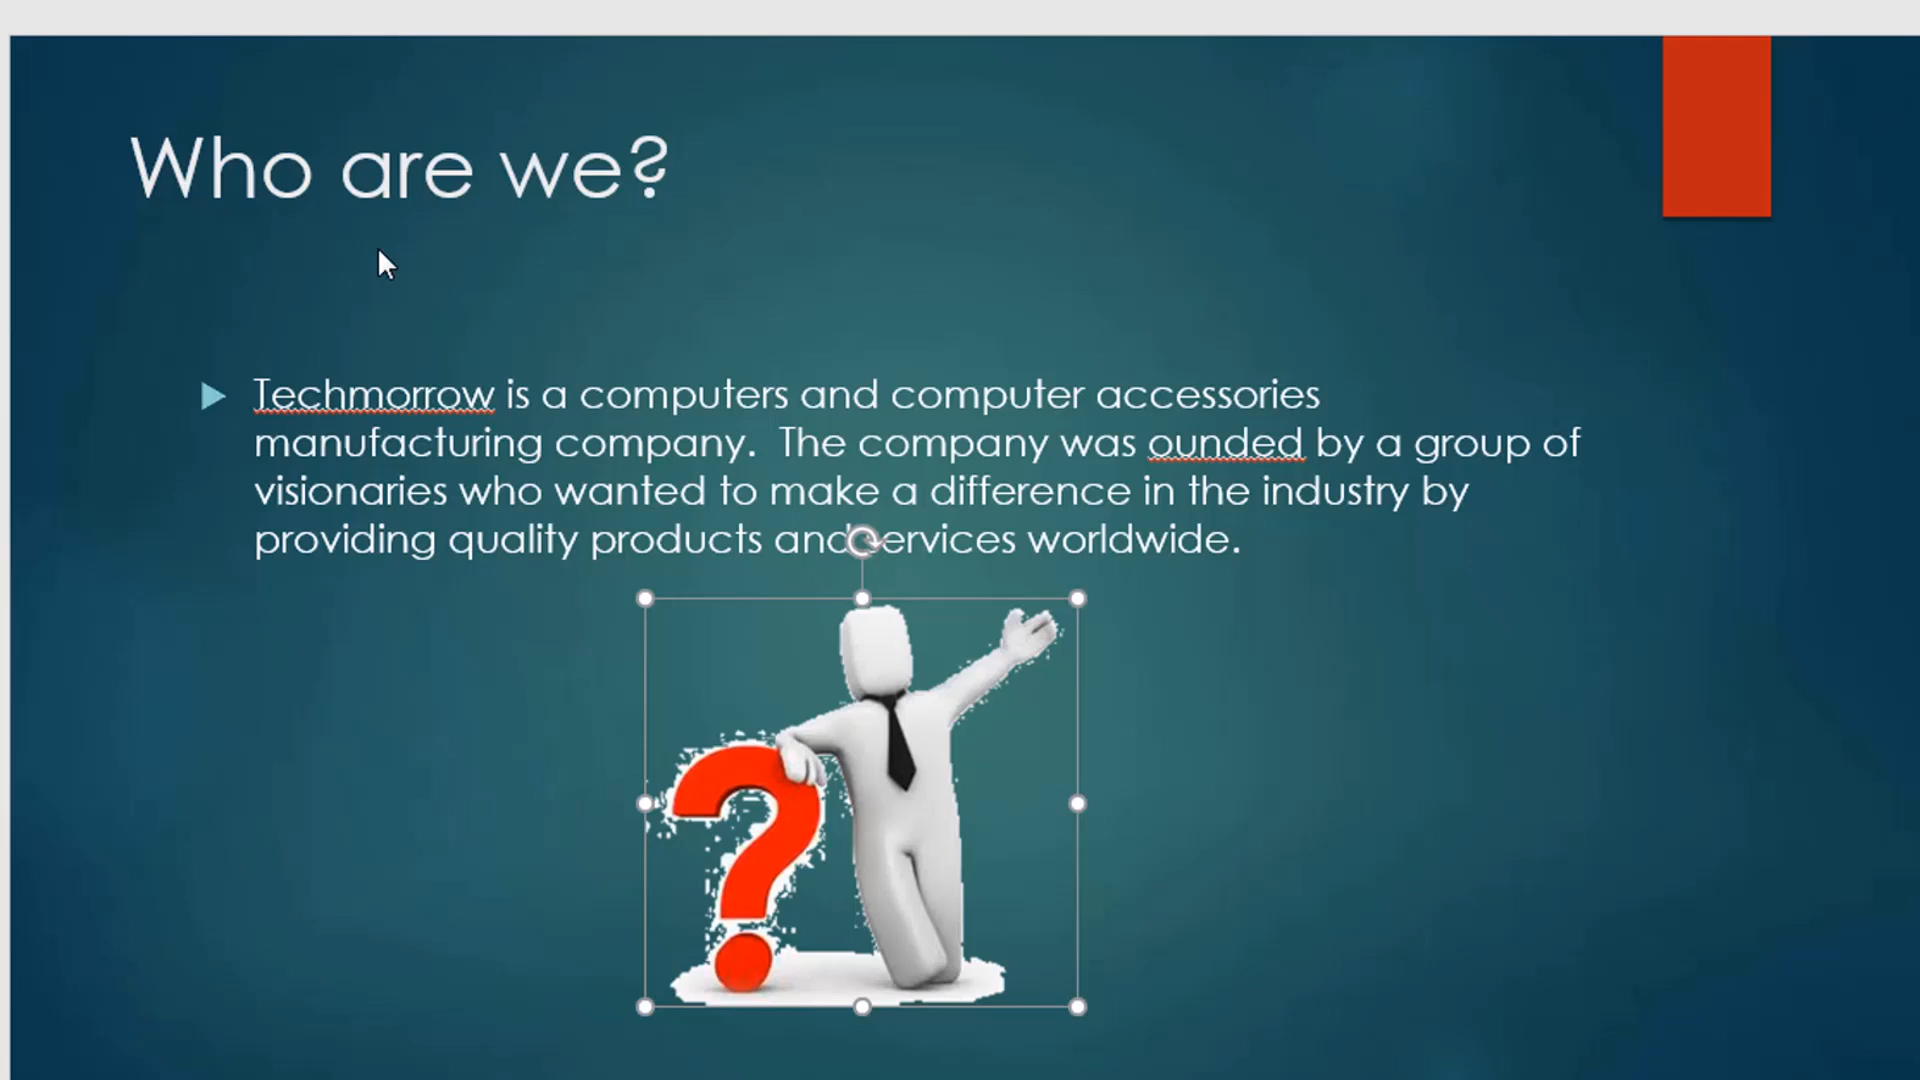 Who are we?
Techmorrow is a computers and computer accessories
manufacturing company.  The company was ounded by a group of
visionaries who wanted to make a difference in the industry by
providing quality products and services worldwide.